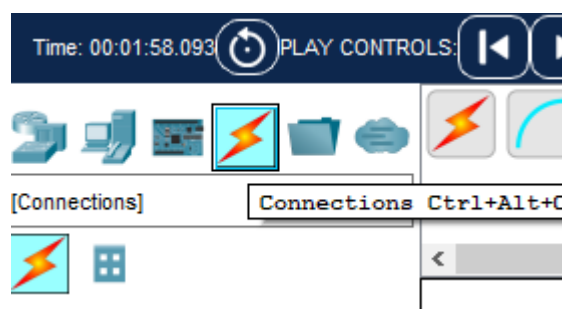 Time: 00:01:58.093 PLAY CONTROLS:
[Connections]
Connections Ctrl+Alt+O